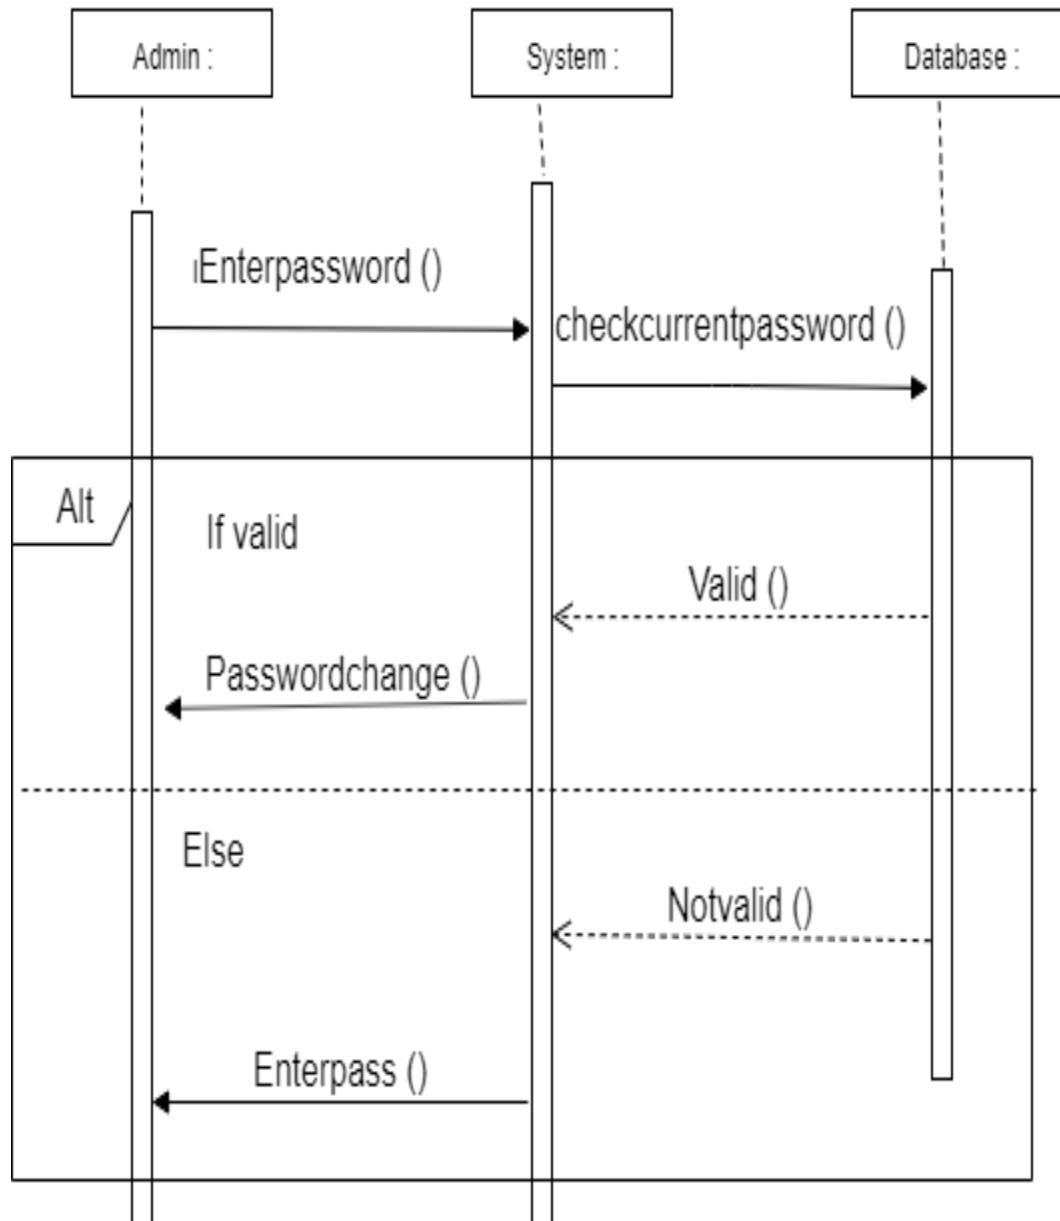 Admin :
System :
Database :
Enterpassword ()
checkcurrentpassword ()
Alt
If valid
Valid ()
Passwordchange ()
Else
Notvalid ()
Enterpass ()